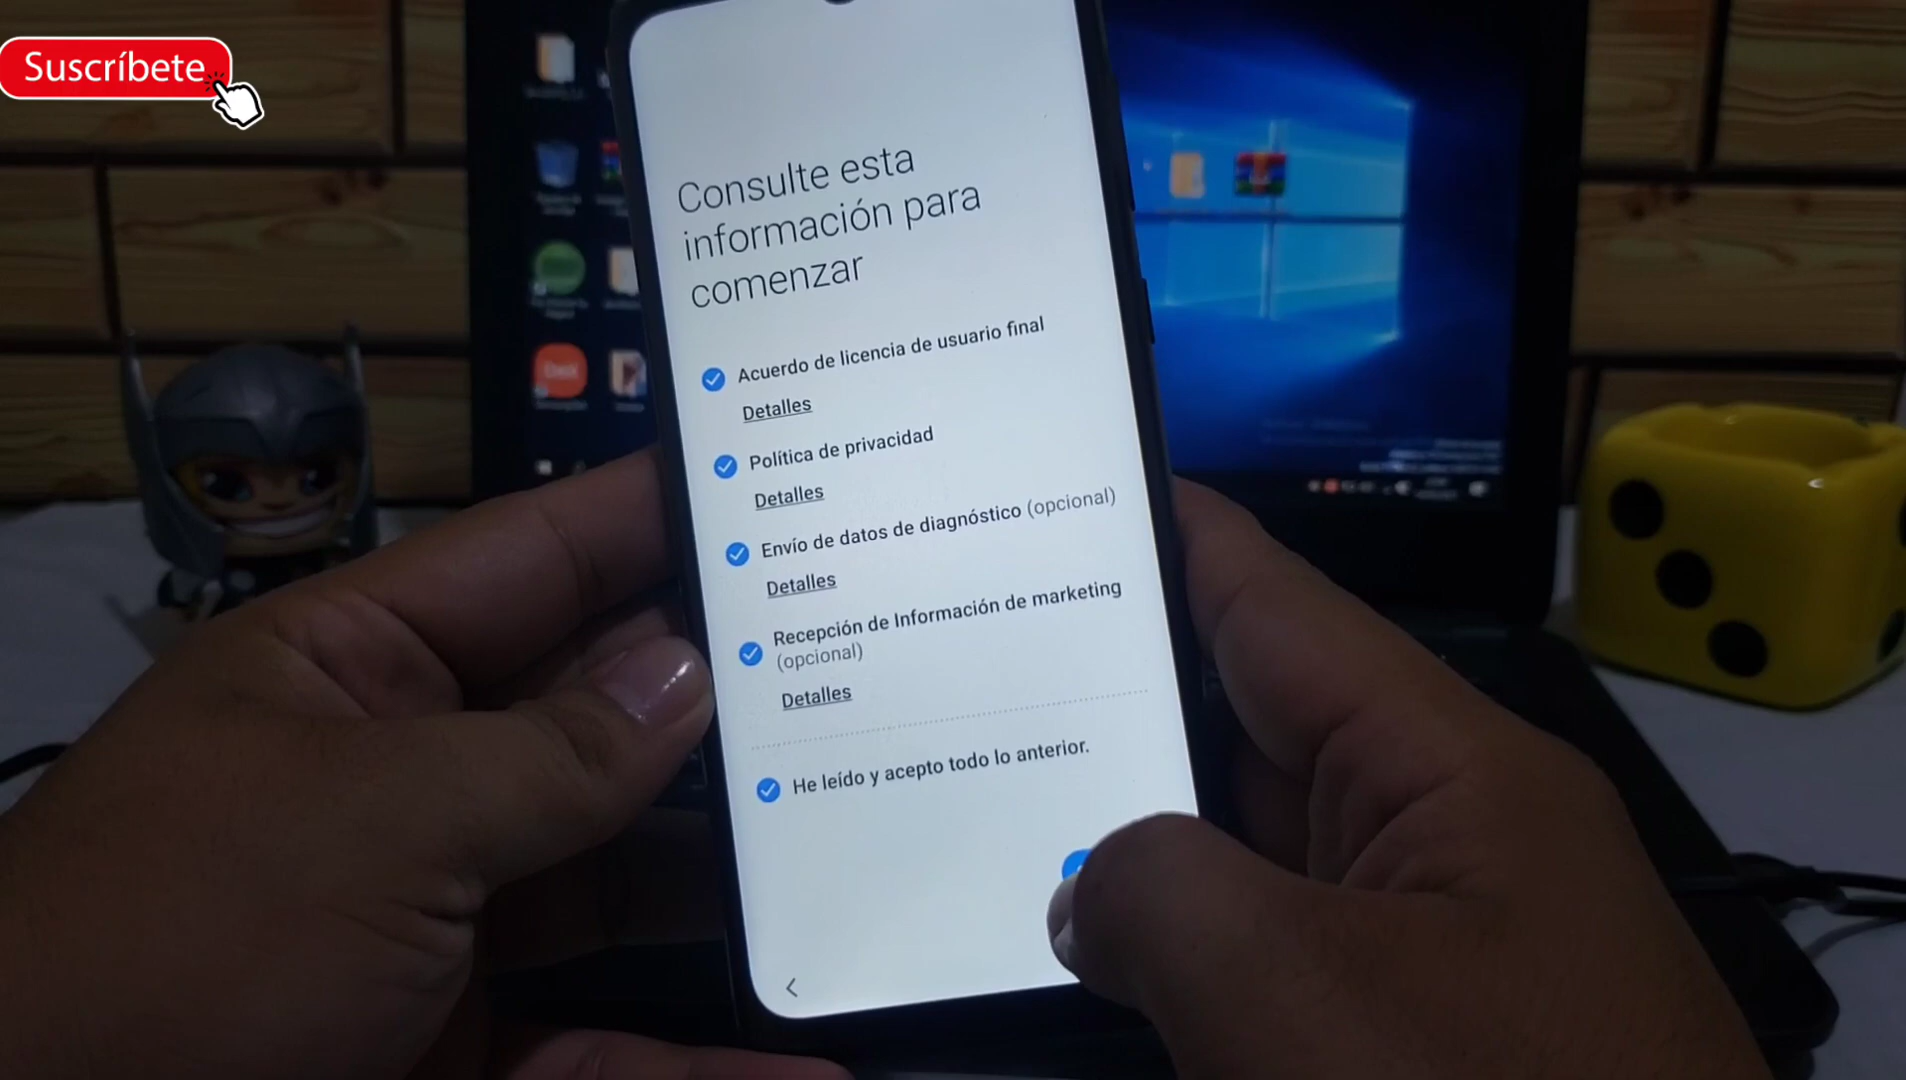 Suscríbete
Consulte esta
información para
comenzar
Acuerdo de licencia de usuario final
Detalles
Política de privacidad
Detalles
Envío de datos de diagnóstico (opcional)
Detalles
Recepción de Información de marketing
(opcional)
Detalles
He leído y acepto todo lo anterior.